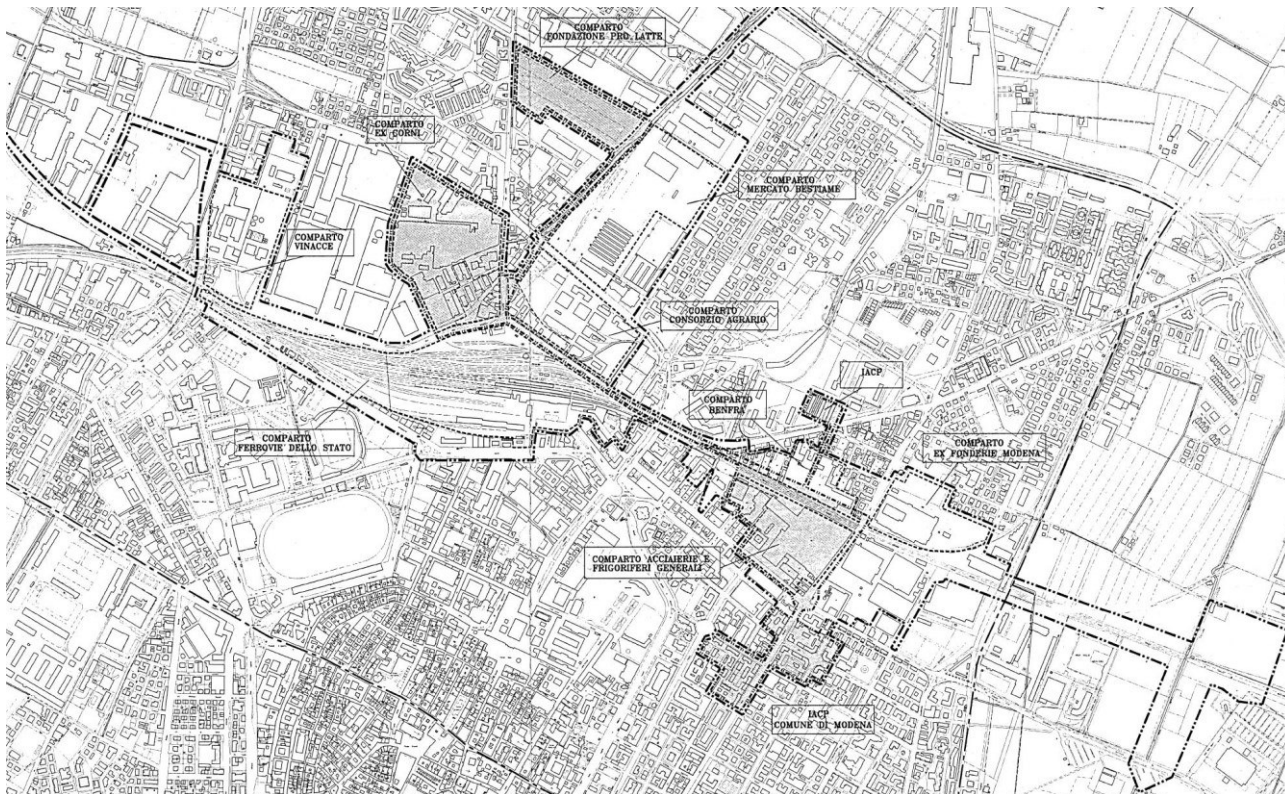 COMPARTO
FONDAZIONE PRO LATTE
COMPARTO
EX CORNI
COMPARTO
MERCATO BESTIAME
COMPARTO
VINACCE
COMPARTO
CONSORZIO AGRARIO
IACP
COMPARTO
BENFRA'
COMPARTO
FERROVIE DELLO STATO
COMPARTO
EX FONDERIE MODENA
COMPARTO ACCIAIERIE E
FRIGORIFERI GENERALI
IACP
COMUNE DI MODENA